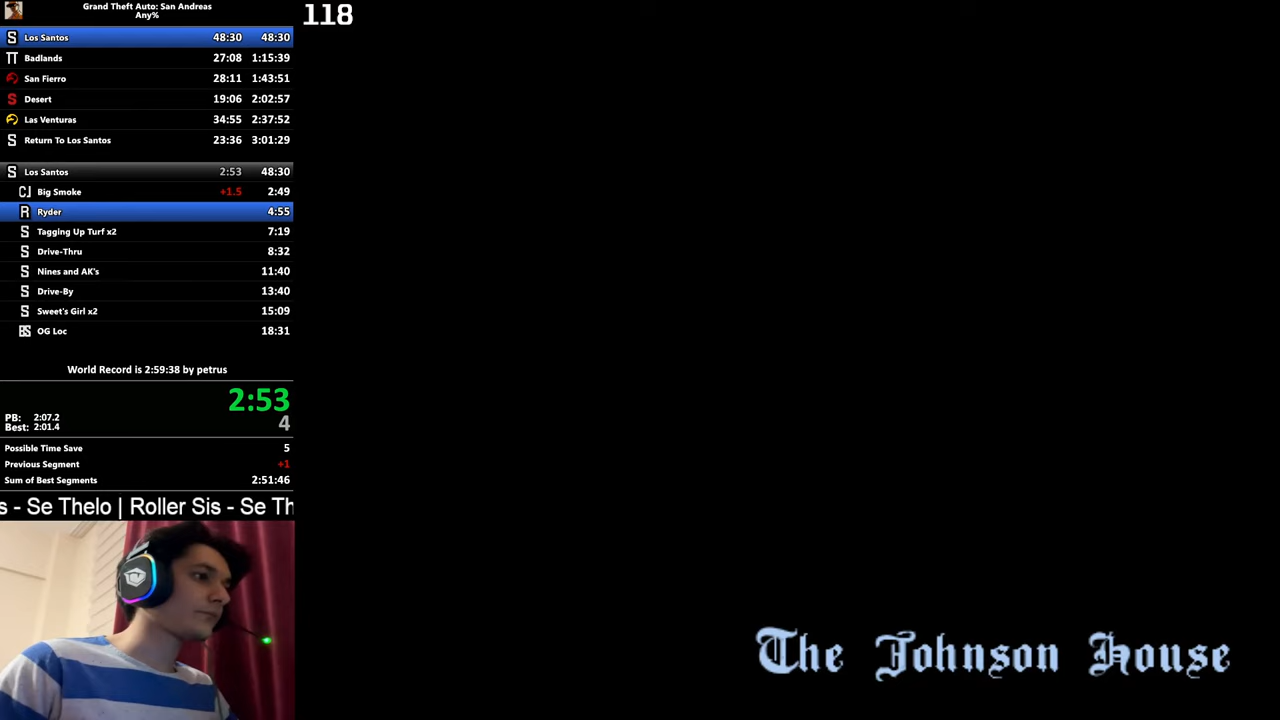 Grand Theft Auto: San Andreas
Any%
118
Los Santos 48:30 48:30
Badlands 27:08 1:15:39
San Fierro 28:11 1:43:51
Desert 19:06 2:02:57
Las Venturas 34:55 2:37:52
Return To Los Santos 23:36 3:01:29
Los Santos 2:53 48:30
Big Smoke +1.5 2:49
Ryder 4:55
Tagging Up Turf x2 7:19
Drive-Thru 8:32
Nines and AK's 11:40
Drive-By 13:40
Sweet's Girl x2 15:09
OG Loc 18:31
World Record is 2:59:38 by petrus
2:53
PB: 2:07.2
Best: 2:01.4
4
Possible Time Save 5
Previous Segment +1
Sum of Best Segments 2:51:46
s - Se Thelo | Roller Sis - Se Th
The Johnson House